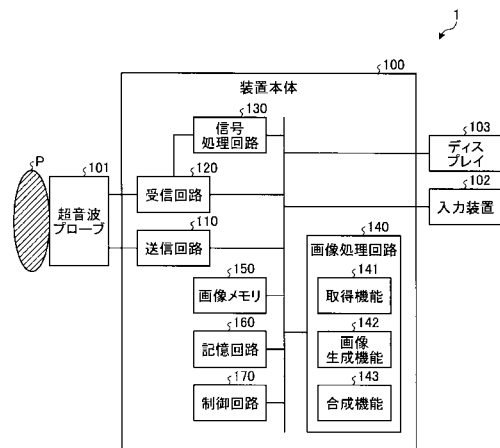 1
100
装置本体
130
信号
処理回路
103
ディス
プレイ
P
101
超音波
プローブ
120
受信回路
102
入力装置
110
送信回路
140
画像処理回路
150
画像メモリ
141
取得機能
160
記憶回路
142
画像
生成機能
170
制御回路
143
合成機能